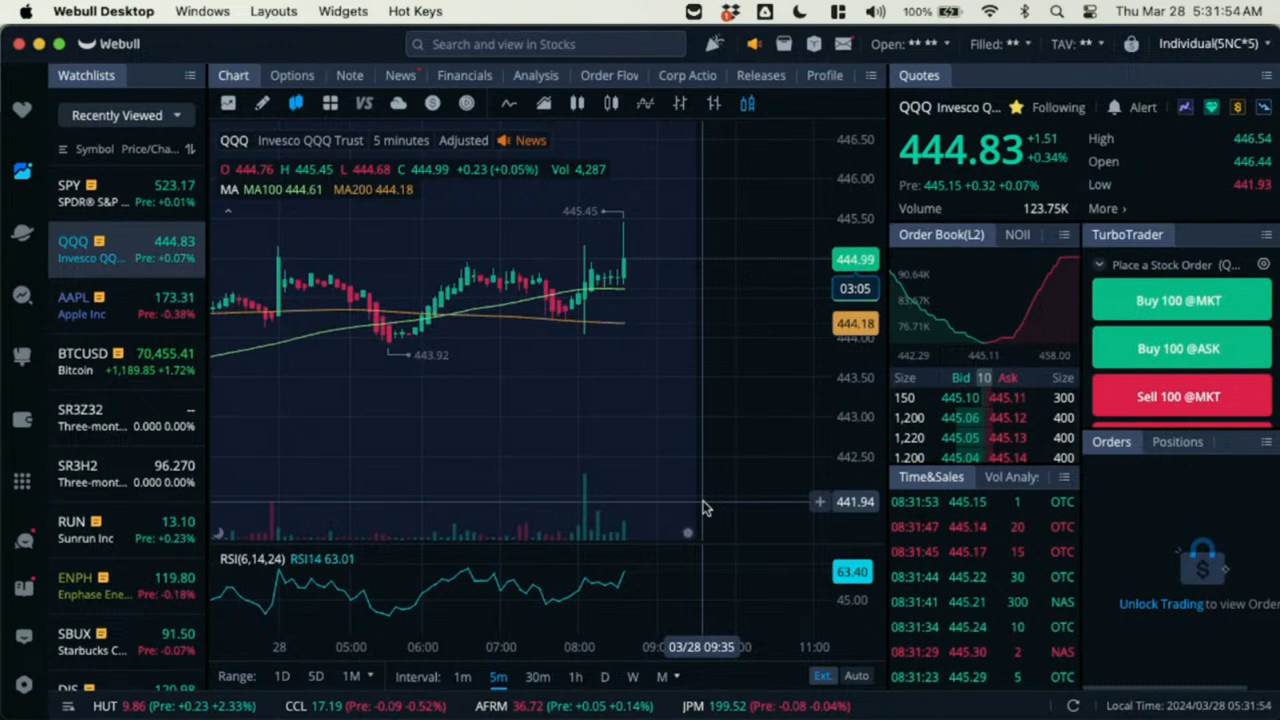 Webull Desktop Windows Layouts Widgets Hot Keys 100% Thu Mar 28 5:31:54 AM
Webull Search and view in Stocks Open: ** ** Filled: ** TAV: ** Individual(5NC*5)
Watchlists
Recently Viewed
Symbol Price/Cha...
SPY 523.17
SPDR® S&P ... Pre: +0.01%
QQQ 444.83
Invesco QQ... Pre: +0.07%
AAPL 173.31
Apple Inc Pre: -0.38%
BTCUSD 70,455.41
Bitcoin +1,189.85 +1.72%
SR3Z32 --
Three-mont... 0.000 0.00%
SR3H2 96.270
Three-mont... 0.000 0.00%
RUN 13.10
Sunrun Inc Pre: +0.23%
ENPH 119.80
Enphase Ene... Pre: -0.18%
SBUX 91.50
Starbucks C... Pre: -0.07%
DIS 120.98
Chart Options Note News Financials Analysis Order Flow Corp Actio Releases Profile
VS
QQQ Invesco QQQ Trust 5 minutes Adjusted News
O 444.76 H 445.45 L 444.68 C 444.99 +0.23 (+0.05%) Vol 4,287
MA MA100 444.61 MA200 444.18
445.45
443.92
446.50
446.00
445.50
444.99
03:05
444.18
444.00
443.50
443.00
442.50
441.94
RSI(6,14,24) RSI14 63.01
63.40
45.00
28 05:00 06:00 07:00 08:00 03/28 09:35 11:00
Range: 1D 5D 1M Interval: 1m 5m 30m 1h D W M Ext. Auto
Quotes
QQQ Invesco Q... Following Alert
444.83 +1.51
+0.34%
Pre: 445.15 +0.32 +0.07%
Volume 123.75K
High 446.54
Open 446.44
Low 441.93
More
Order Book(L2) NOII
90.64K
83.67K
76.71K
442.29 445.11 458.00
Size Bid 10 Ask Size
150 445.10 445.11 300
1,200 445.06 445.12 400
1,220 445.05 445.13 400
1,200 445.04 445.14 400
Time&Sales Vol Analy:
08:31:53 445.15 1 OTC
08:31:47 445.14 20 OTC
08:31:45 445.17 15 OTC
08:31:44 445.22 30 OTC
08:31:41 445.21 300 NAS
08:31:34 445.24 10 OTC
08:31:29 445.30 2 NAS
08:31:23 445.29 5 OTC
TurboTrader
Place a Stock Order (Q...
Buy 100 @MKT
Buy 100 @ASK
Sell 100 @MKT
Orders Positions
Unlock Trading to view Order
HUT 9.86 (Pre: +0.23 +2.33%) CCL 17.19 (Pre: -0.09 -0.52%) AFRM 36.72 (Pre: +0.05 +0.14%) JPM 199.52 (Pre: -0.08 -0.04%) Local Time: 2024/03/28 05:31:54